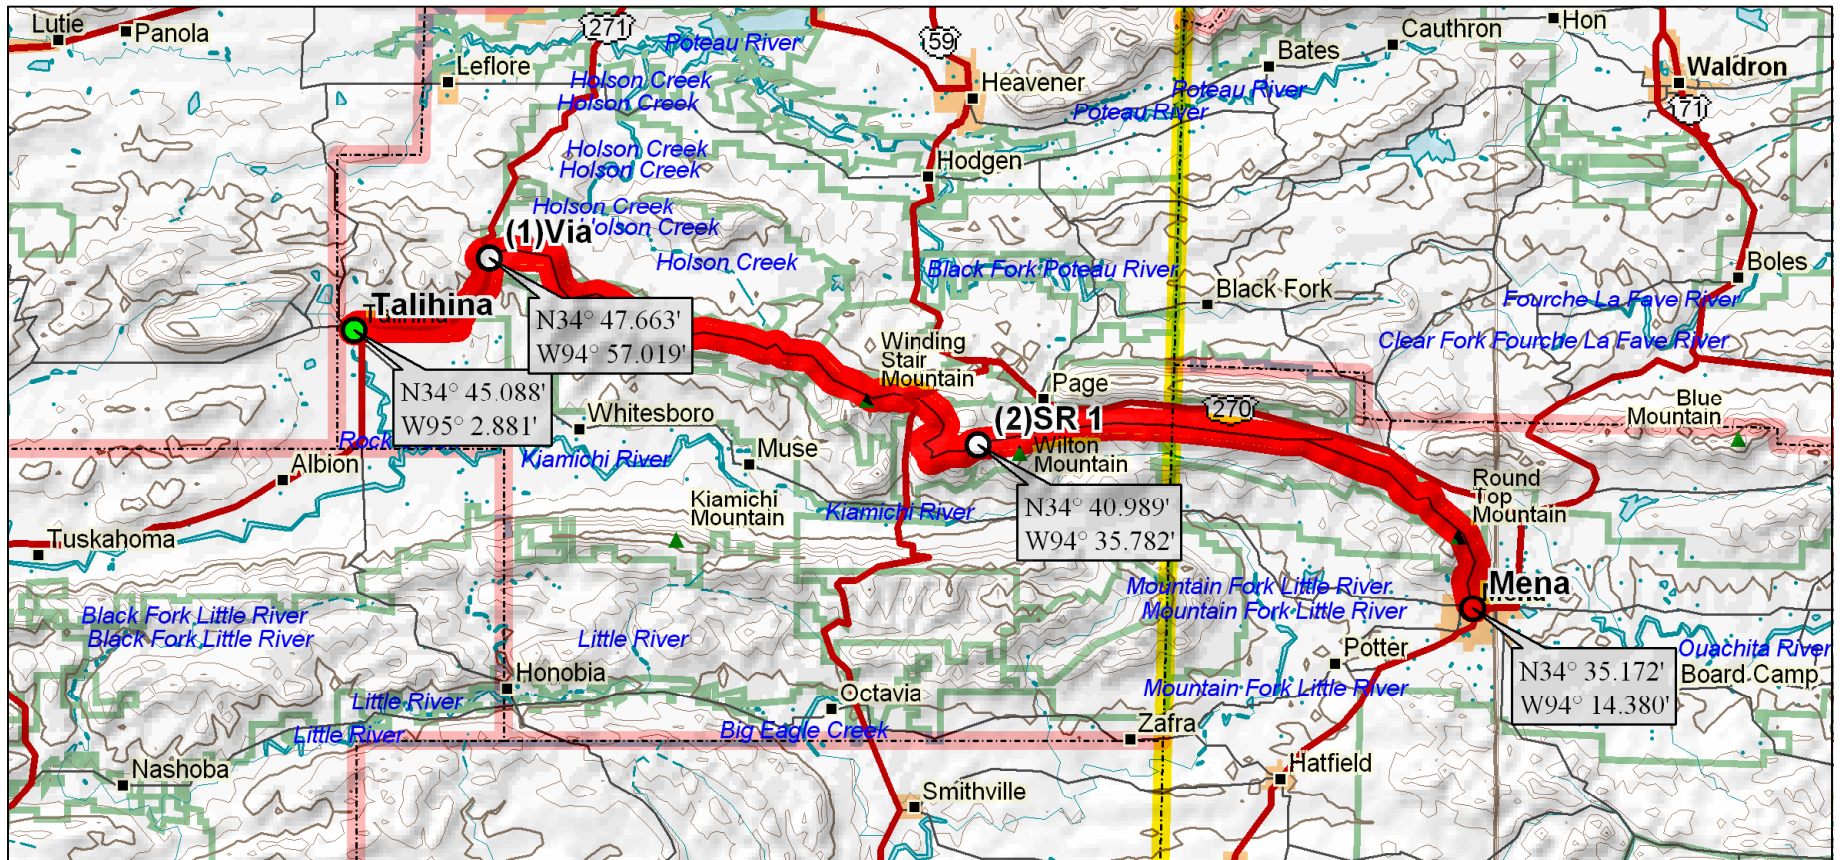 Lutie
Panola
271
Poteau River
59
Cauthron
Hon
Bates
Waldron
Leflore
Holson Creek
Holson Creek
Heavener
Poteau River
Poteau River
71
Holson Creek
Holson Creek
Hodgen
Holson Creek
olson Creek
(1)Via
Holson Creek
Black Fork Poteau River
Boles
Black Fork
Fourche La Fave River
Talihina
N34° 47.663'
W94° 57.019'
Clear Fork Fourche La Fave River
Winding
Stair
Mountain
N34° 45.088'
W95° 2.881'
Page
270
Blue
Mountain
Whitesboro
(2)SR 1
Rock
Kiamichi River
Muse
Wilton
Mountain
Albion
Round
Top
Mountain
Kiamichi
Mountain
Kiamichi River
N34° 40.989'
W94° 35.782'
Tuskahoma
Mena
Mountain Fork Little River
Mountain Fork Little River
Black Fork Little River
Black Fork Little River
Little River
Potter
Ouachita River
N34° 35.172'
W94° 14.380'
Board Camp
Honobia
Little River
Octavia
Mountain Fork Little River
Little River
Big Eagle Creek
Zafra
Nashoba
Hatfield
Smithville